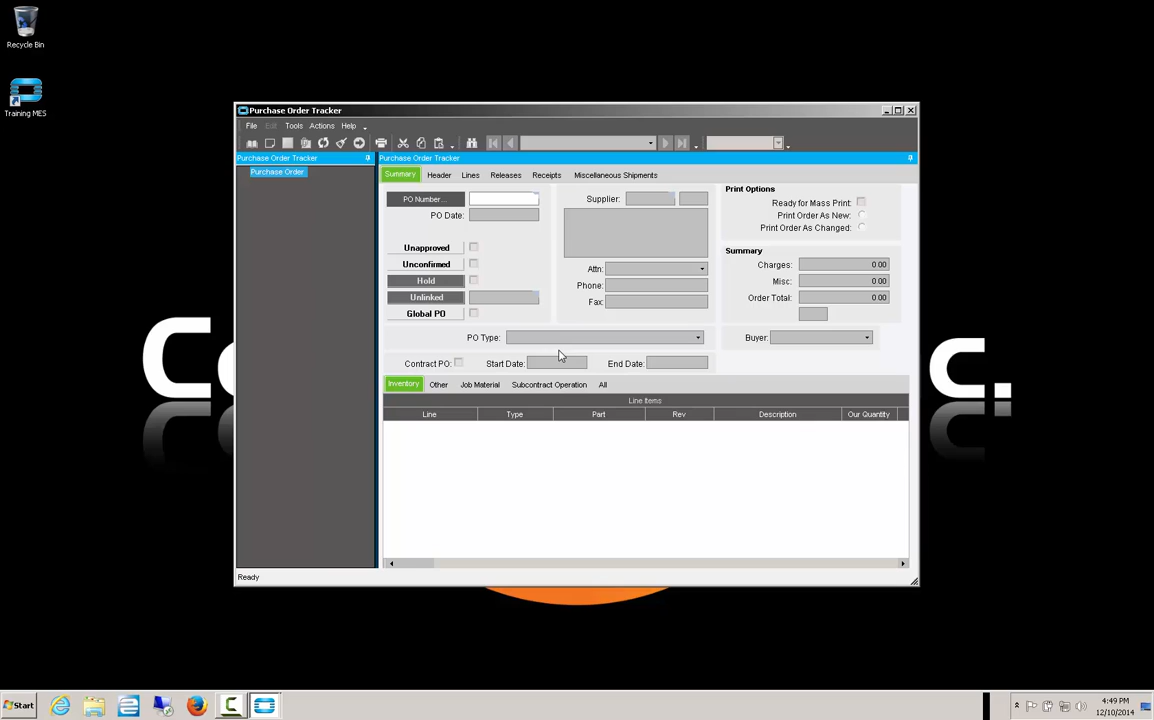 Recycle Bin
Training MES
Purchase Order Tracker
File Edit Tools Actions Help
Purchase Order Tracker
Purchase Order
Purchase Order Tracker
Summary Header Lines Releases Receipts Miscellaneous Shipments
PO Number...
PO Date:
Unapproved
Unconfirmed
Hold
Unlinked
Global PO
Supplier:
Attn:
Phone:
Fax:
Print Options
Ready for Mass Print:
Print Order As New:
Print Order As Changed:
Summary
Charges: 0.00
Misc: 0.00
Order Total: 0.00
PO Type:
Buyer:
Contract PO: Start Date: End Date:
Inventory Other Job Material Subcontract Operation All
Line Items
Line Type Part Rev Description Our Quantity
Ready
c.
Start
4:49 PM
12/10/2014